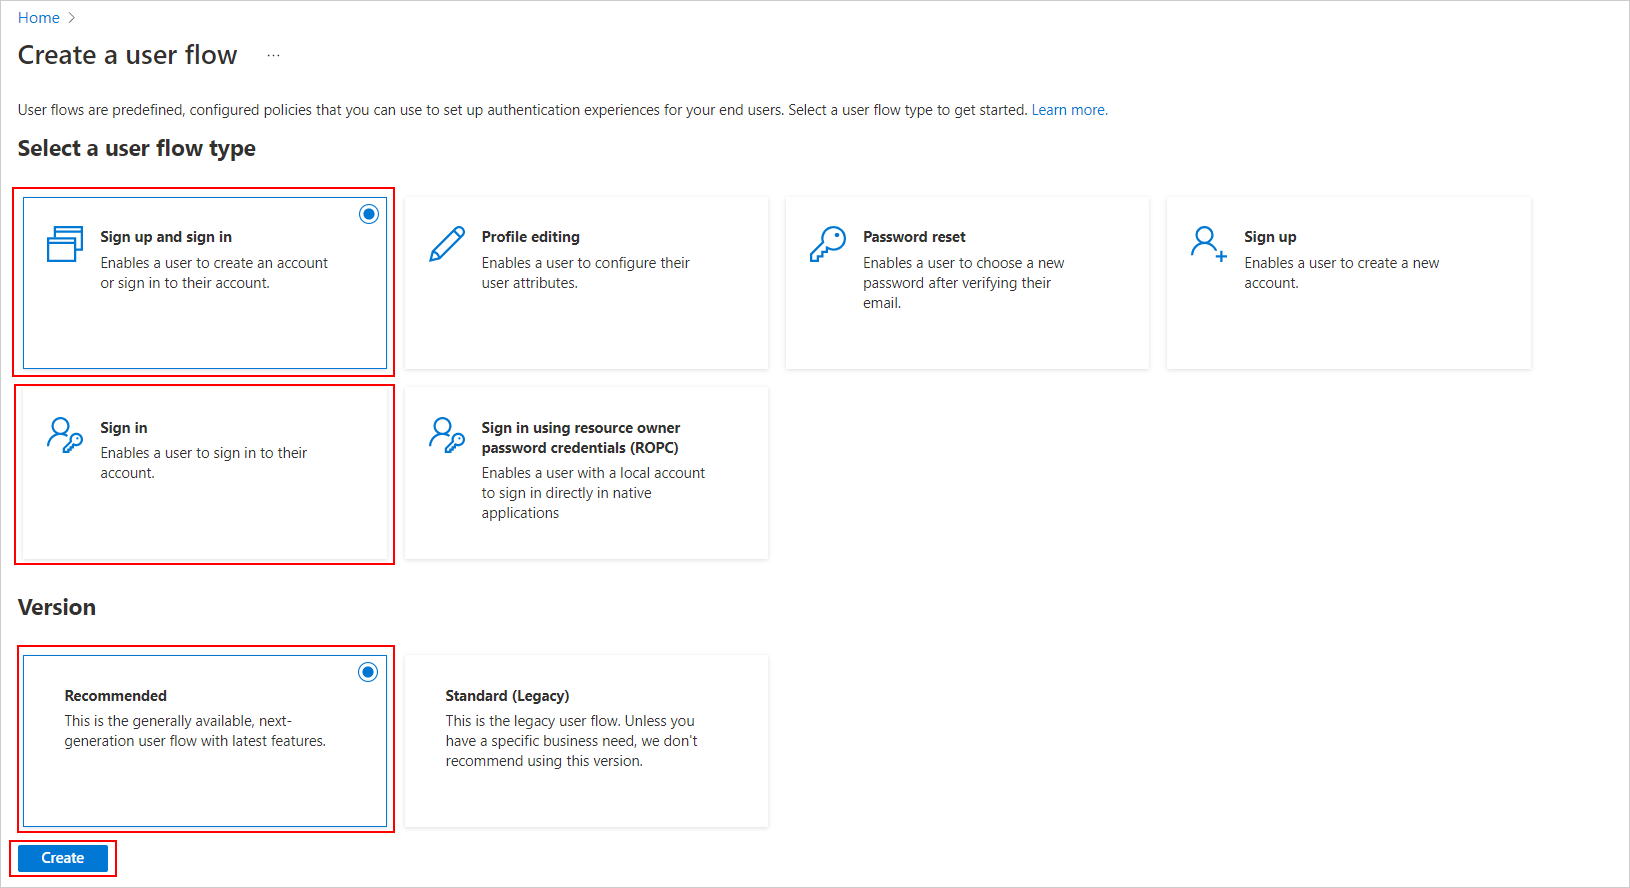 Home
Create a user flow ...
User flows are predefined, configured policies that you can use to set up authentication experiences for your end users. Select a user flow type to get started. Learn more.
Select a user flow type
Sign up and sign in
Enables a user to create an account
or sign in to their account.
Profile editing
Enables a user to configure their
user attributes.
Password reset
Enables a user to choose a new
password after verifying their
email.
Sign up
Enables a user to create a new
account.
Sign in
Enables a user to sign in to their
account.
Sign in using resource owner
password credentials (ROPC)
Enables a user with a local account
to sign in directly in native
applications
Version
Recommended
This is the generally available, next-
generation user flow with latest features.
Standard (Legacy)
This is the legacy user flow. Unless you
have a specific business need, we don't
recommend using this version.
Create